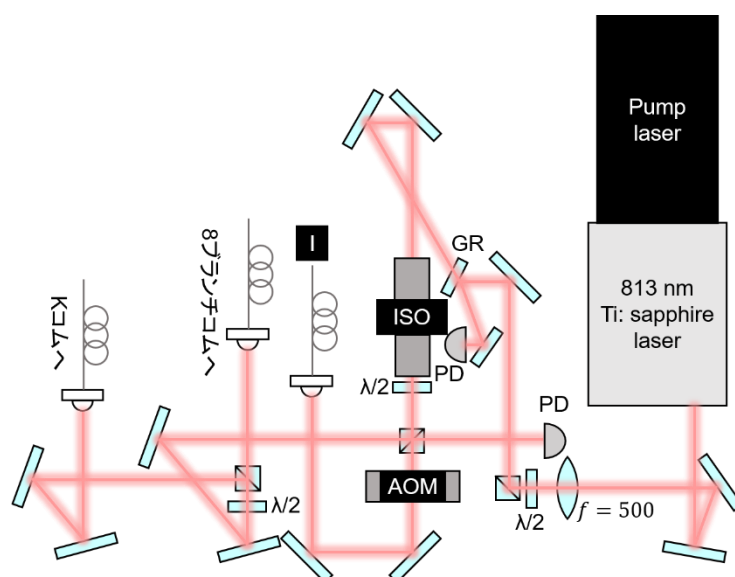 Pump
laser
813 nm
Ti: sapphire
laser
GR
I
8ブランチコムへ
Kコムへ
ISO
PD
λ/2
PD
AOM
λ/2
λ/2
f = 500